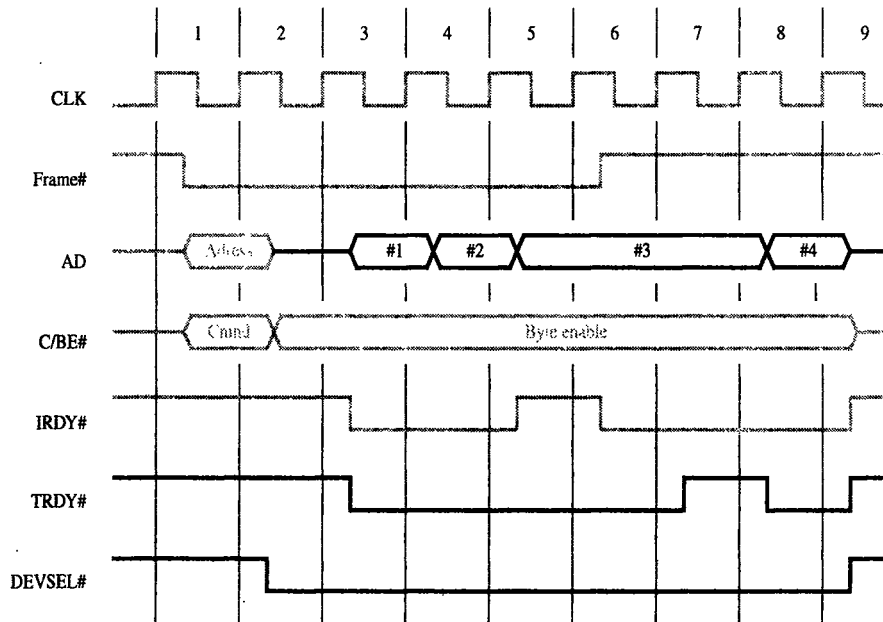 1 2 3 4 5 6 7 8 9
CLK
Frame#
AD #1 #2 #3 #4
C/BE# Cmnd Byte enable
IRDY#
TRDY#
DEVSEL#